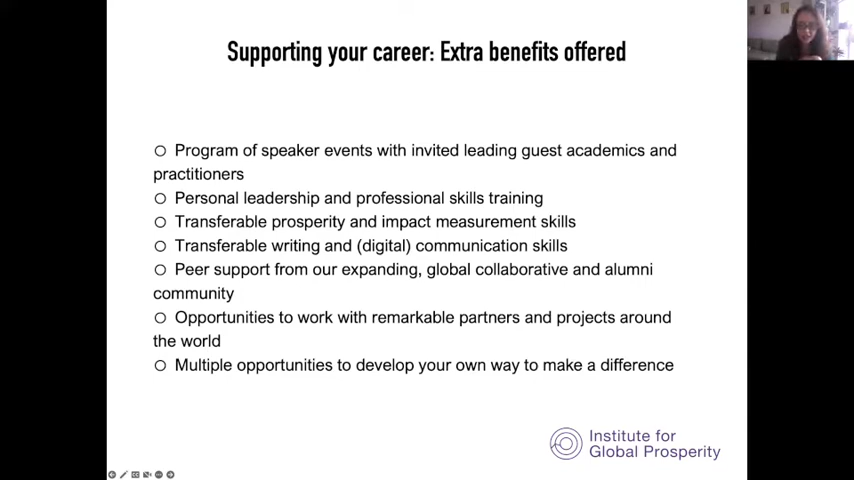 Supporting your career: Extra benefits offered
○ Program of speaker events with invited leading guest academics and
practitioners
○ Personal leadership and professional skills training
○ Transferable prosperity and impact measurement skills
○ Transferable writing and (digital) communication skills
○ Peer support from our expanding, global collaborative and alumni
community
○ Opportunities to work with remarkable partners and projects around
the world
○ Multiple opportunities to develop your own way to make a difference
Institute for
Global Prosperity